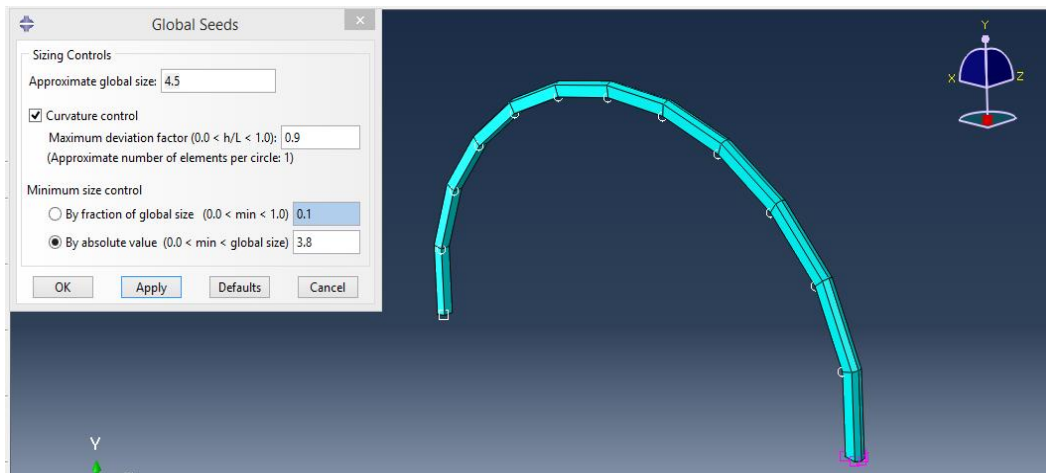 Global Seeds
Sizing Controls
Approximate global size: 4.5
Curvature control
Maximum deviation factor (0.0 < h/L < 1.0): 0.9
(Approximate number of elements per circle: 1)
Minimum size control
By fraction of global size (0.0 < min < 1.0) 0.1
By absolute value (0.0 < min < global size) 3.8
OK Apply Defaults Cancel
Y
X Z
Y